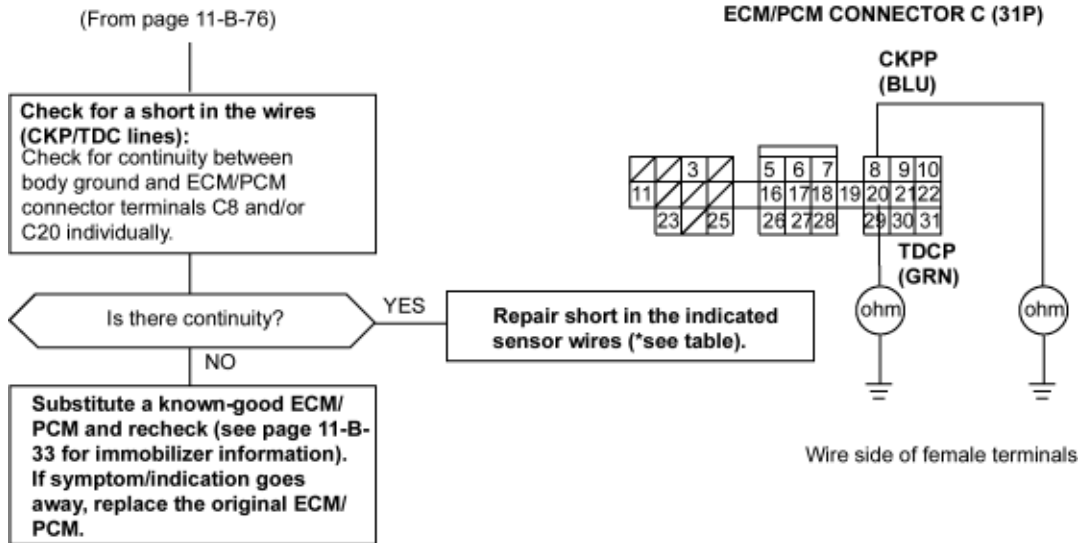 (From page 11-B-76)
Check for a short in the wires
(CKP/TDC lines):
Check for continuity between
body ground and ECM/PCM
connector terminals C8 and/or
C20 individually.
Is there continuity?
YES
Repair short in the indicated
sensor wires (*see table).
NO
Substitute a known-good ECM/
PCM and recheck (see page 11-B-
33 for immobilizer information).
If symptom/indication goes
away, replace the original ECM/
PCM.
ECM/PCM CONNECTOR C (31P)
CKPP
(BLU)
3 5 6 7 8 9 10
11 16 17 18 19 20 21 22
23 25 26 27 28 29 30 31
TDCP
(GRN)
ohm ohm
Wire side of female terminals